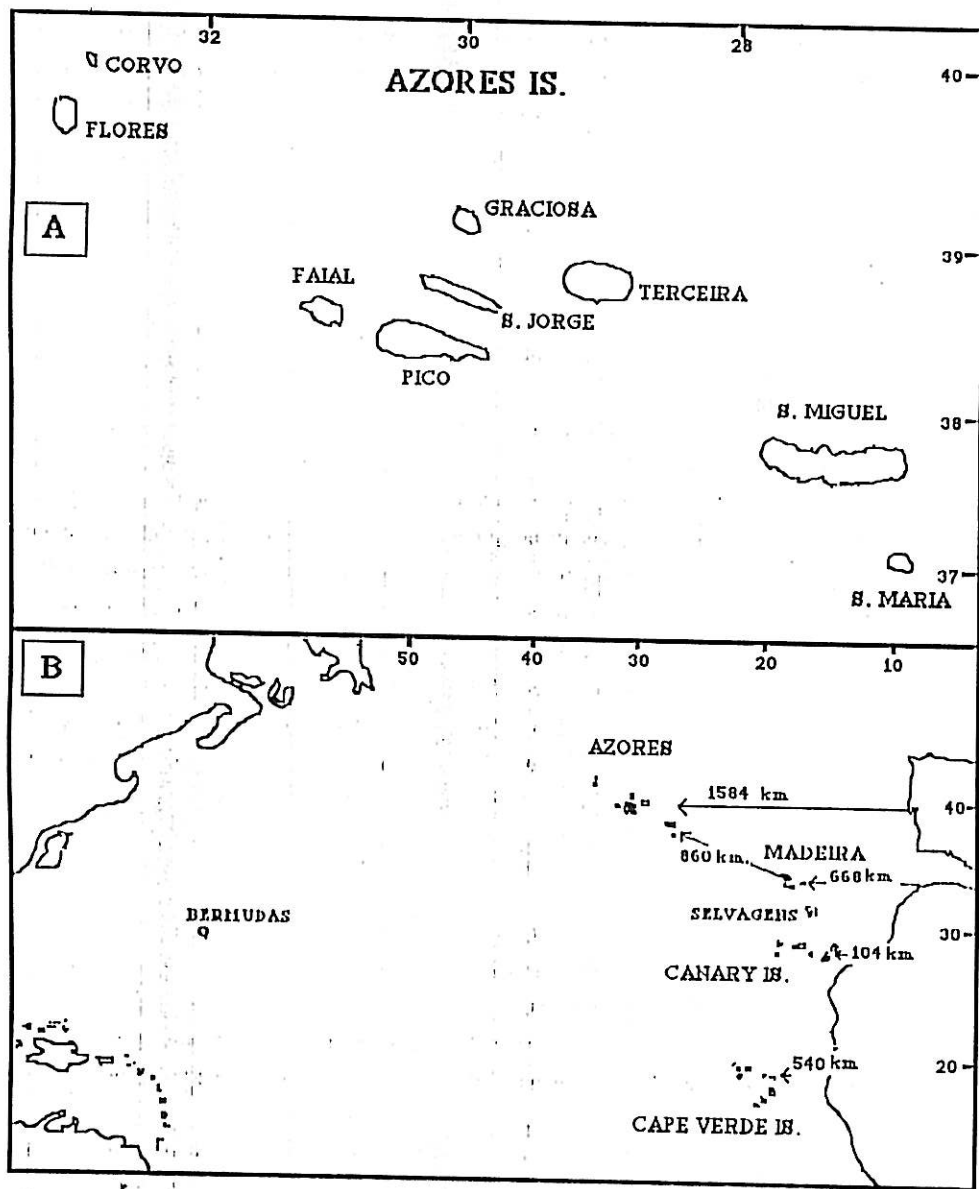 32 30 28
CORVO
AZORES IS.
40
FLORES
GRACIOSA
A
39
FAIAL
TERCEIRA
S. JORGE
PICO
S. MIGUEL
38
37
S. MARIA
B
50 40 30 20 10
AZORES
1584 km
40
860 km.
MADEIRA
668 km
BERMUDAS
SELVAGENS
30
104 km
CANARY IS.
540 km
20
CAPE VERDE IS.